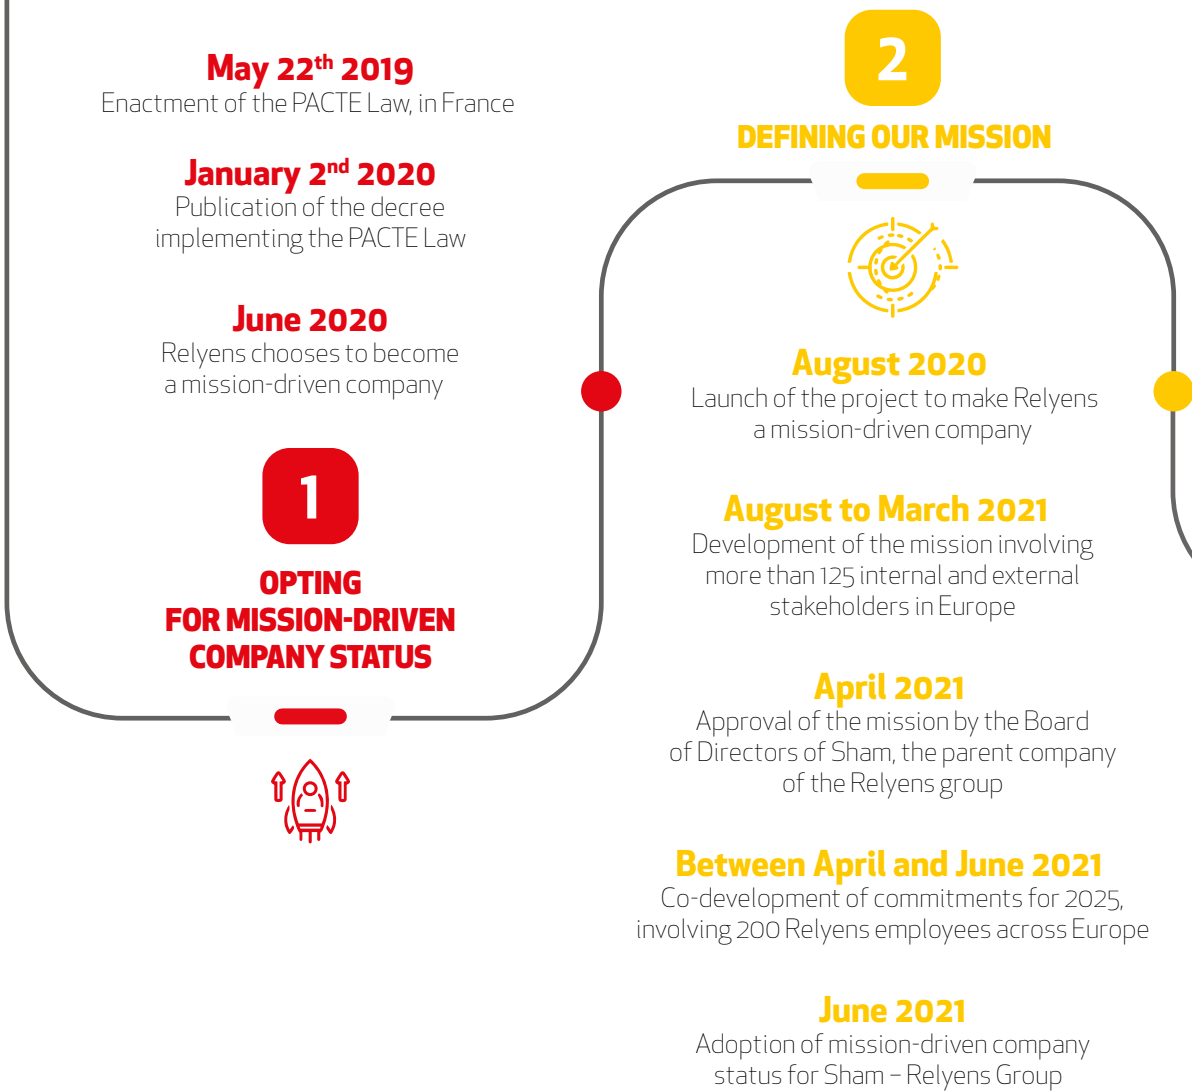 May 22th 2019
Enactment of the PACTE Law, in France
January 2nd 2020
Publication of the decree
implementing the PACTE Law
June 2020
Relyens chooses to become
a mission-driven company
1
OPTING
FOR MISSION-DRIVEN
COMPANY STATUS
2
DEFINING OUR MISSION
August 2020
Launch of the project to make Relyens
a mission-driven company
August to March 2021
Development of the mission involving
more than 125 internal and external
stakeholders in Europe
April 2021
Approval of the mission by the Board
of Directors of Sham, the parent company
of the Relyens group
Between April and June 2021
Co-development of commitments for 2025,
involving 200 Relyens employees across Europe
June 2021
Adoption of mission-driven company
status for Sham – Relyens Group